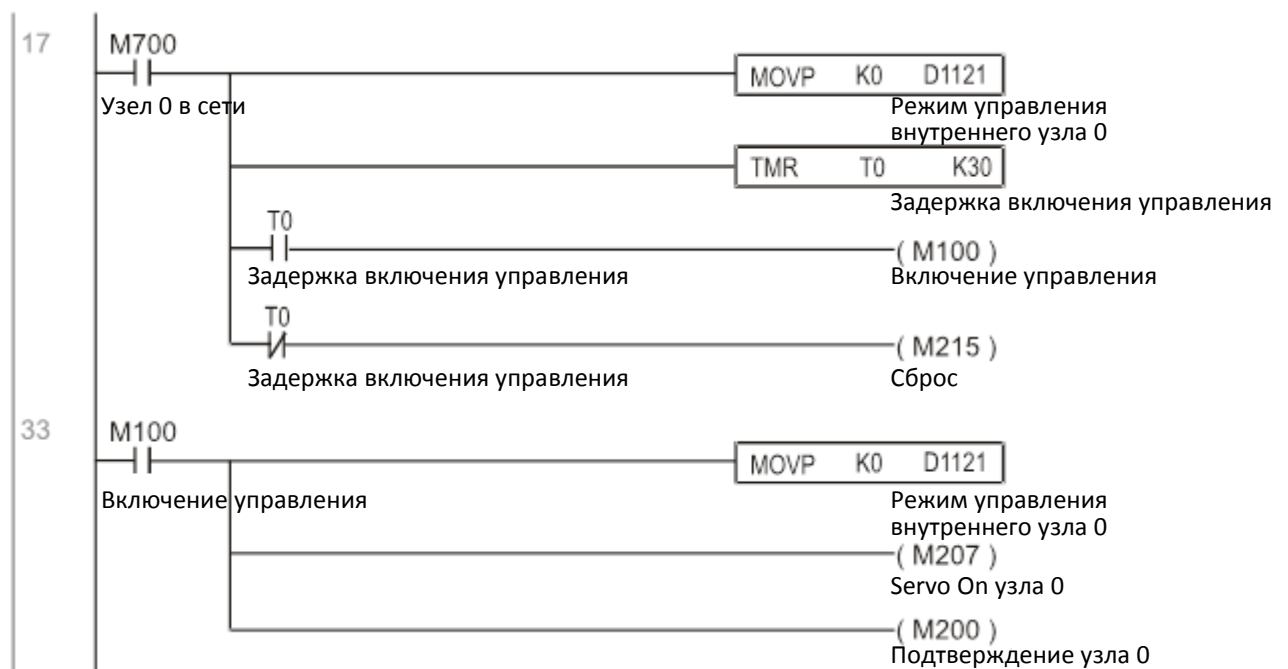 17
M700
MOVP K0 D1121
Узел 0 в сети
Режим управления
внутреннего узла 0
TMR T0 K30
Задержка включения управления
T0
( M100 )
Задержка включения управления
Включение управления
T0
( M215 )
Задержка включения управления
Сброс
33
M100
MOVP K0 D1121
Включение управления
Режим управления
внутреннего узла 0
( M207 )
Servo On узла 0
( M200 )
Подтверждение узла 0